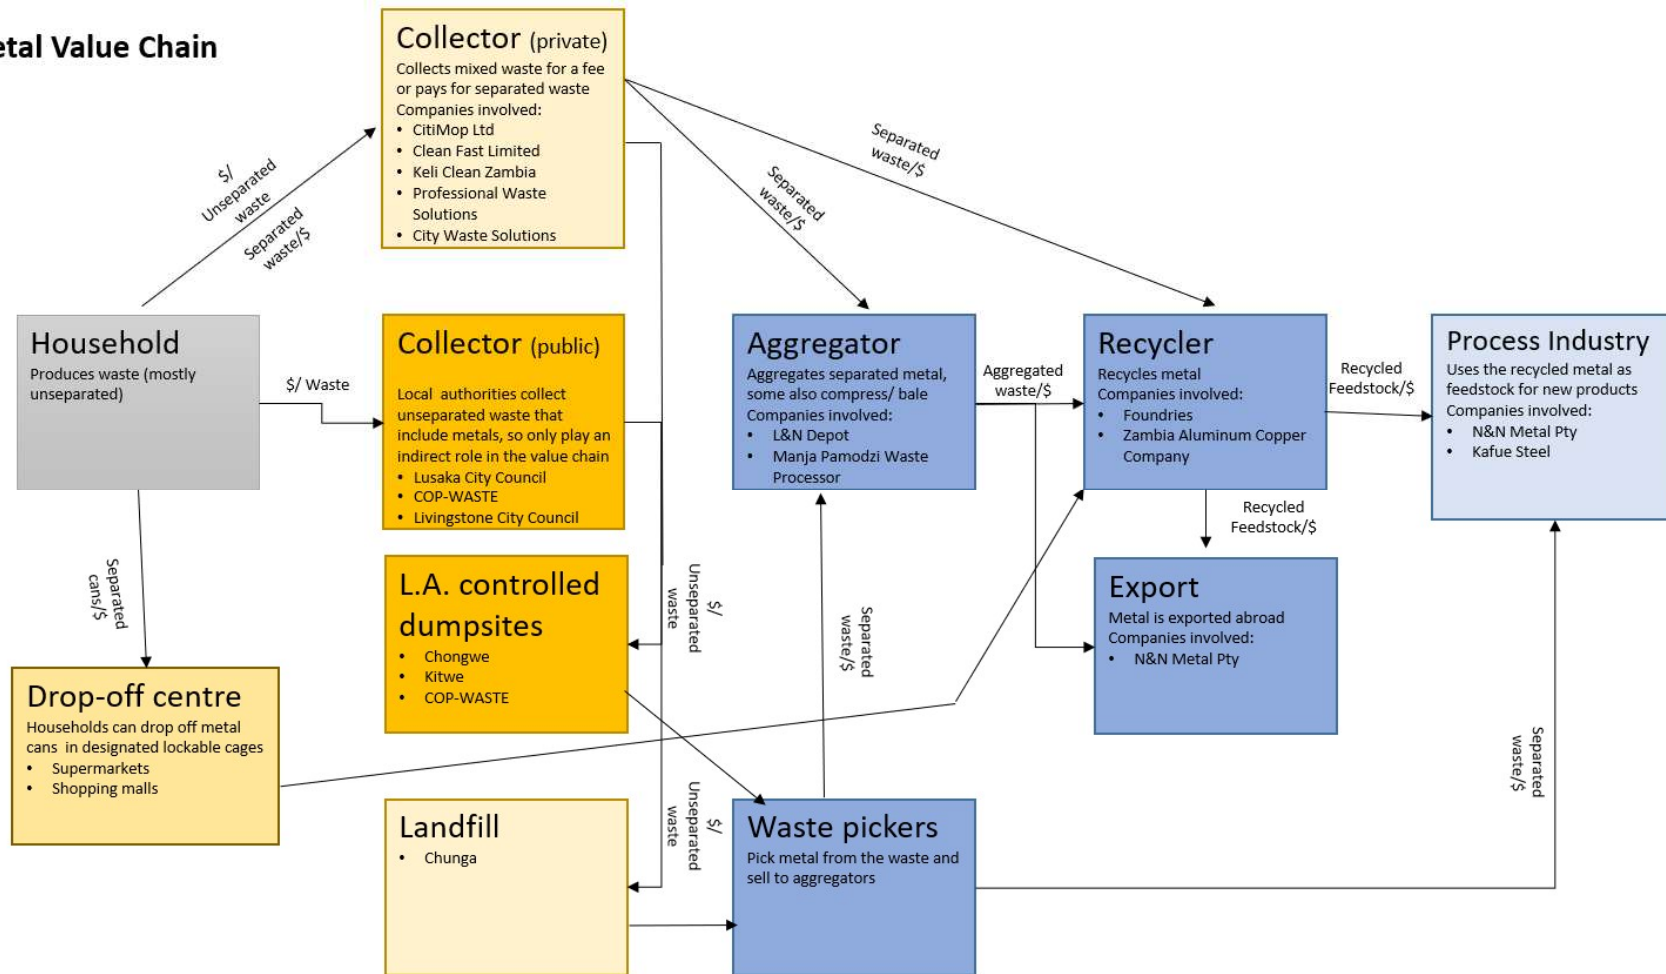 etal Value Chain
Collector (private)
Collects mixed waste for a fee
or pays for separated waste
Companies involved:
• CitiMop Ltd
• Clean Fast Limited
• Keli Clean Zambia
• Professional Waste
Solutions
• City Waste Solutions
$/
Unseparated
waste
Separated
waste/$
Separated
waste/$
Separated
waste/$
Household
Produces waste (mostly
unseparated)
$/ Waste
Collector (public)
Local authorities collect
unseparated waste that
include metals, so only play an
indirect role in the value chain
• Lusaka City Council
• COP-WASTE
• Livingstone City Council
Aggregator
Aggregates separated metal,
some also compress/ bale
Companies involved:
• L&N Depot
• Manja Pamodzi Waste
Processor
Aggregated
waste/$
Recycler
Recycles metal
Companies involved:
• Foundries
• Zambia Aluminum Copper
Company
Recycled
Feedstock/$
Process Industry
Uses the recycled metal as
feedstock for new products
Companies involved:
• N&N Metal Pty
• Kafue Steel
Recycled
Feedstock/$
Separated
cans/$
L.A. controlled
dumpsites
• Chongwe
• Kitwe
• COP-WASTE
$/
Unseparated
waste
Separated
waste/$
Export
Metal is exported abroad
Companies involved:
• N&N Metal Pty
Drop-off centre
Households can drop off metal
cans in designated lockable cages
• Supermarkets
• Shopping malls
Separated
waste/$
Landfill
• Chunga
$/
Unseparated
waste
Waste pickers
Pick metal from the waste and
sell to aggregators